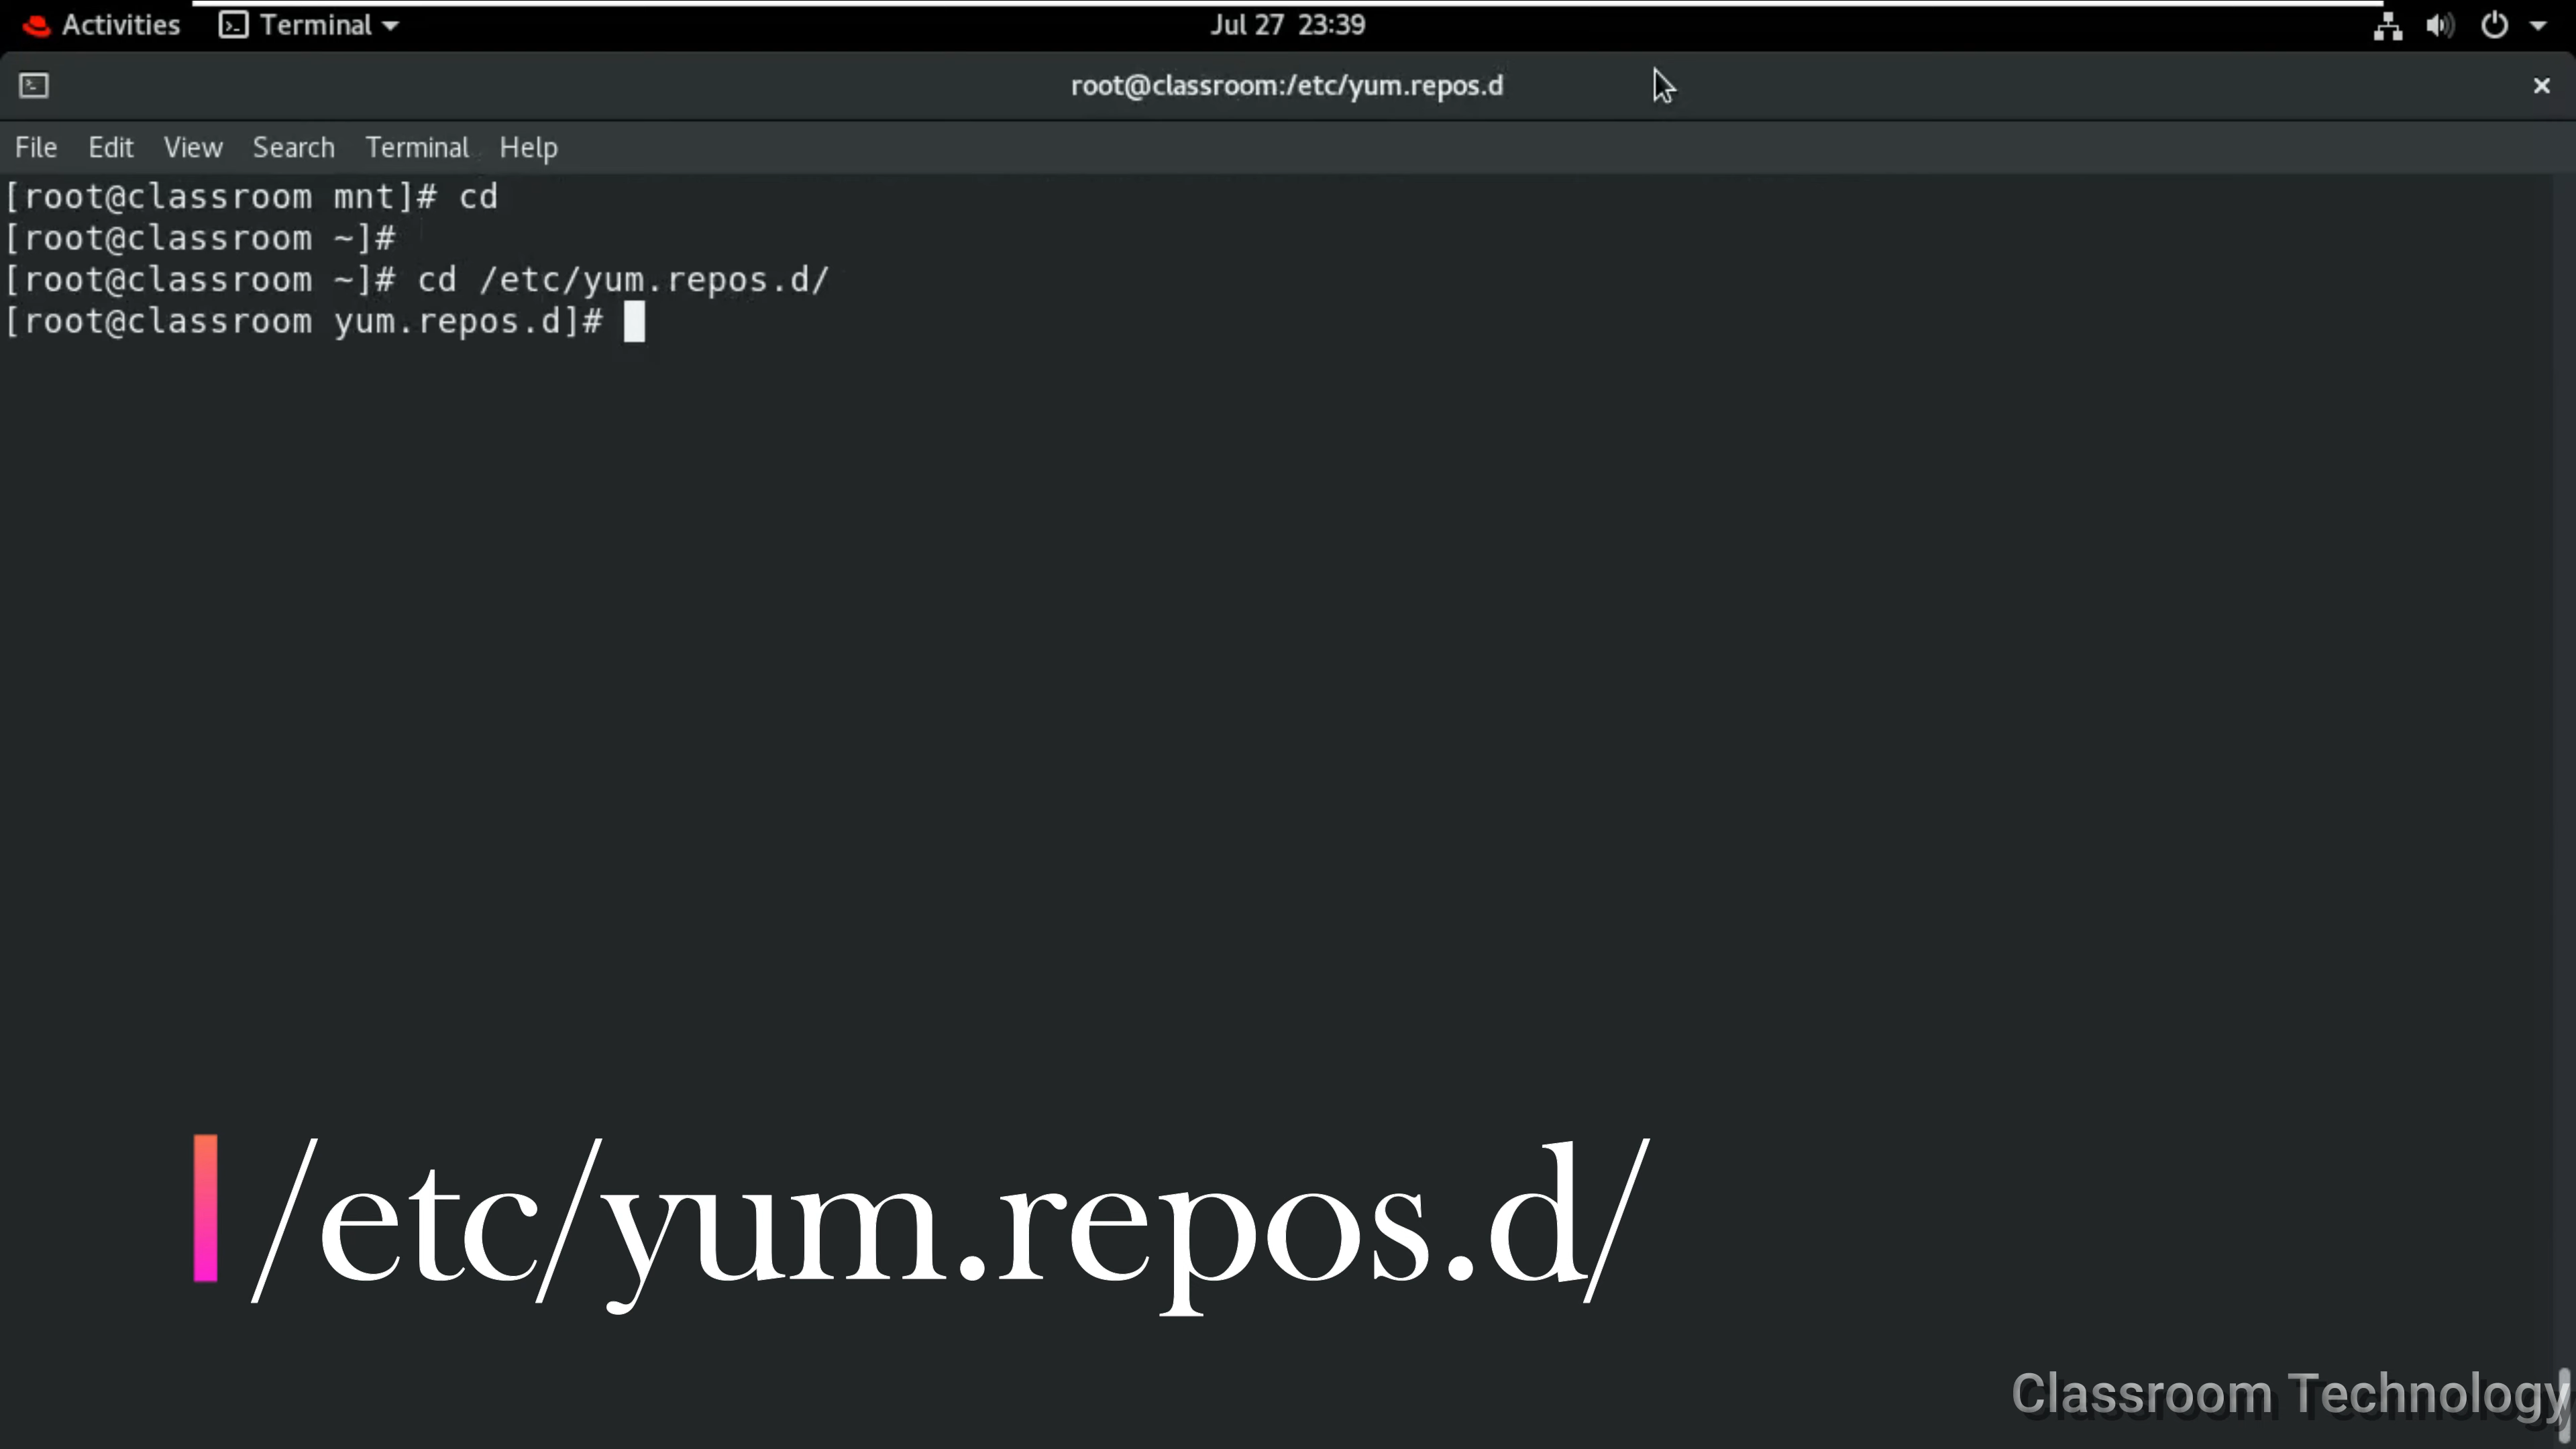 Activities Terminal Jul 27 23:39
root@classroom:/etc/yum.repos.d
File Edit View Search Terminal Help
[root@classroom mnt]# cd
[root@classroom ~]#
[root@classroom ~]# cd /etc/yum.repos.d/
[root@classroom yum.repos.d]#
/etc/yum.repos.d/
Classroom Technology